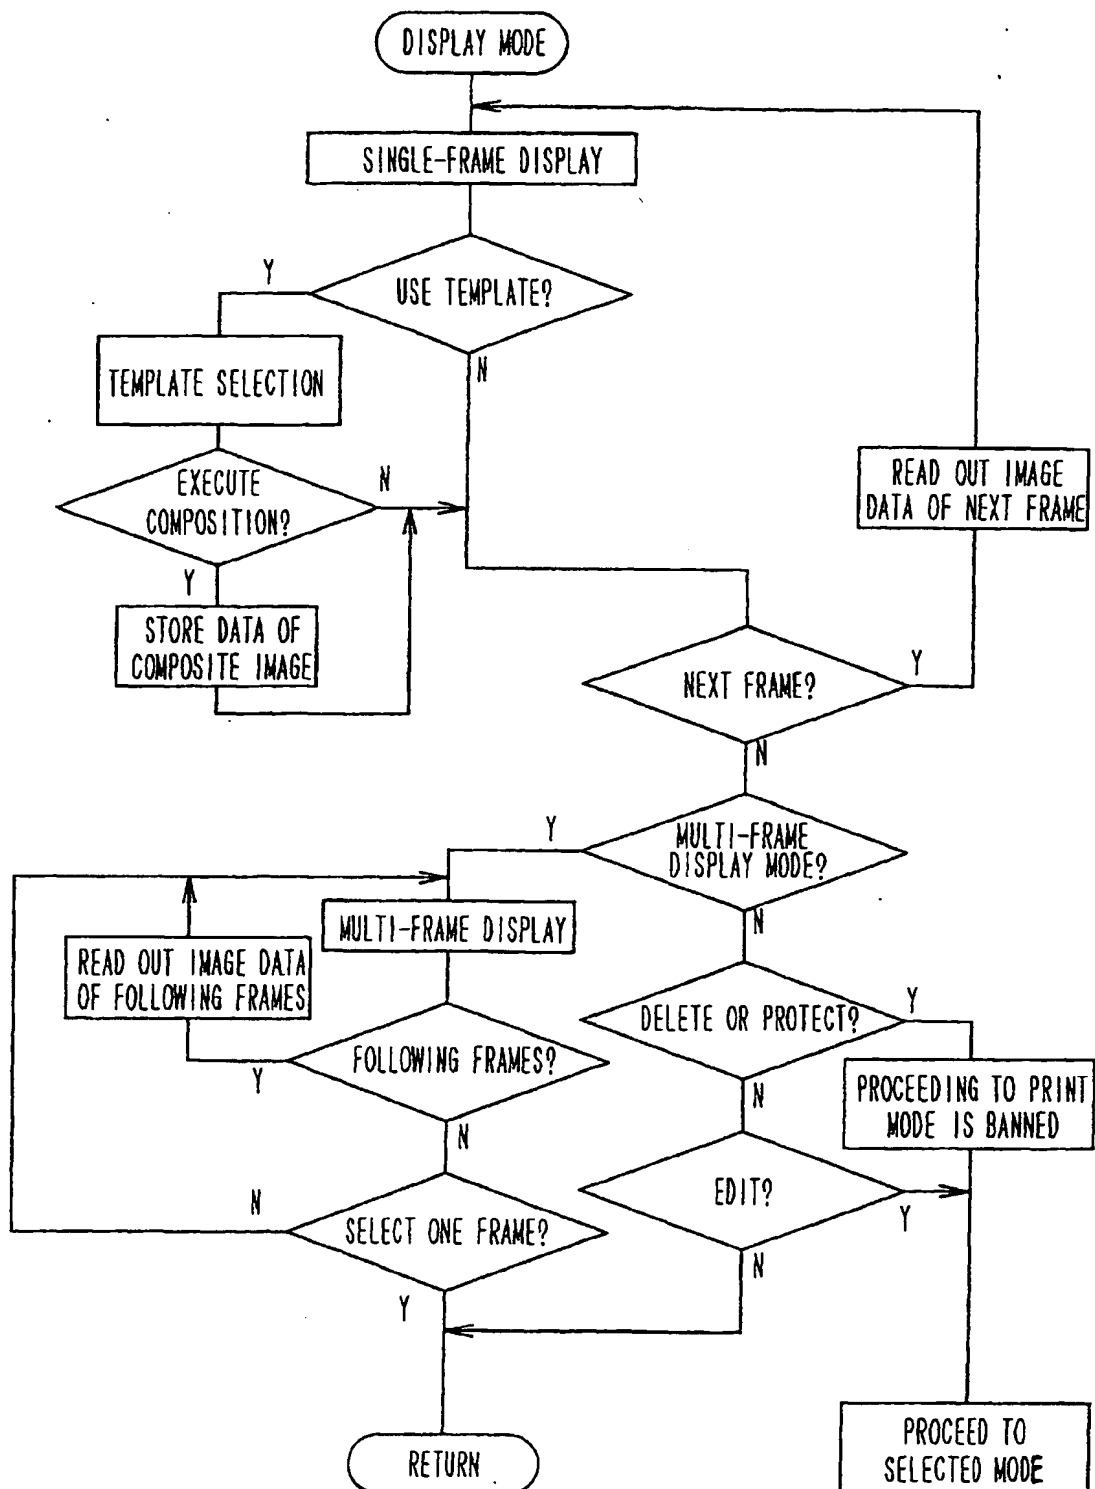 DISPLAY MODE
SINGLE-FRAME DISPLAY
Y
USE TEMPLATE?
N
TEMPLATE SELECTION
EXECUTE
COMPOSITION?
N
Y
STORE DATA OF
COMPOSITE IMAGE
READ OUT IMAGE
DATA OF NEXT FRAME
NEXT FRAME?
Y
N
MULTI-FRAME
DISPLAY MODE?
Y
N
MULTI-FRAME DISPLAY
READ OUT IMAGE DATA
OF FOLLOWING FRAMES
FOLLOWING FRAMES?
Y
N
SELECT ONE FRAME?
N
Y
DELETE OR PROTECT?
Y
N
PROCEEDING TO PRINT
MODE IS BANNED
EDIT?
Y
N
RETURN
PROCEED TO
SELECTED MODE